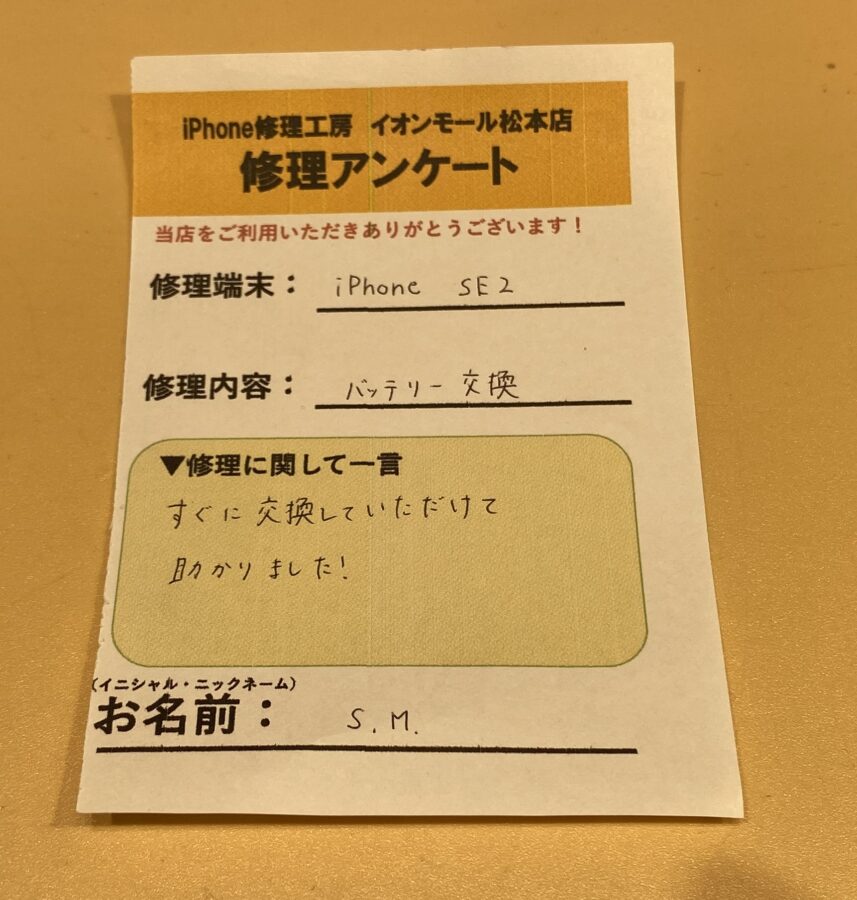 iPhone修理工房 イオンモール松本店
修理アンケート
当店をご利用いただきありがとうございます！
修理端末： iPhone SE2
修理内容： バッテリー交換
▼修理に関して一言
すぐに交換していただけて
助かりました!
(イニシャル・ニックネーム)
お名前： S.M.